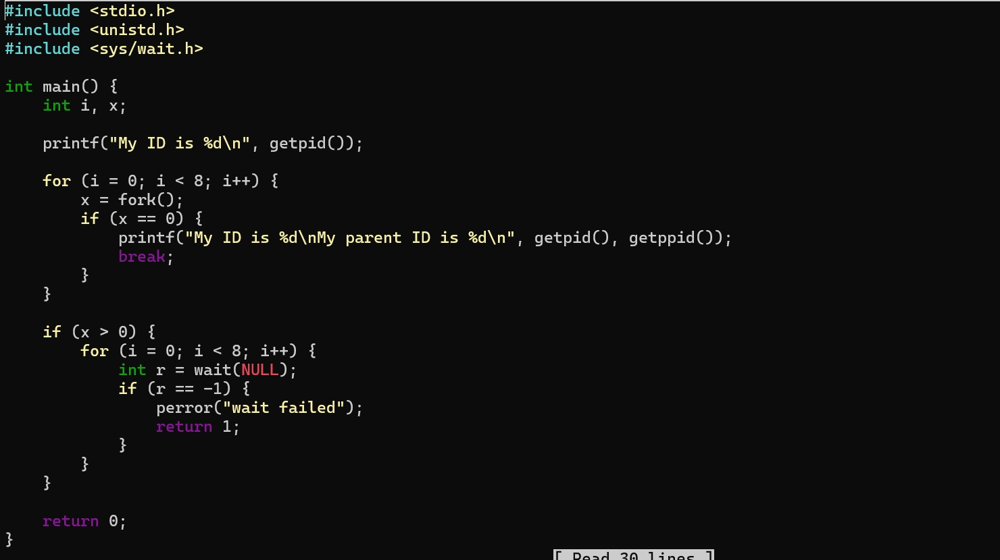 #include <stdio.h>
#include <unistd.h>
#include <sys/wait.h>

int main() {
    int i, x;

    printf("My ID is %d\n", getpid());

    for (i = 0; i < 8; i++) {
        x = fork();
        if (x == 0) {
            printf("My ID is %d\nMy parent ID is %d\n", getpid(), getppid());
            break;
        }
    }

    if (x > 0) {
        for (i = 0; i < 8; i++) {
            int r = wait(NULL);
            if (r == -1) {
                perror("wait failed");
                return 1;
            }
        }
    }

    return 0;
}
[ Read 30 lines ]